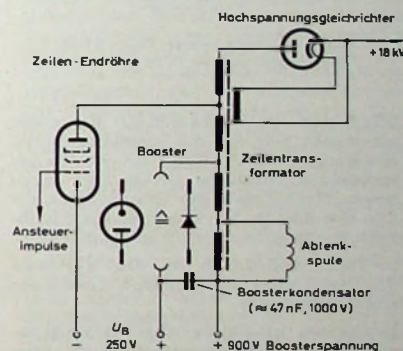 Hochspannungsgleichrichter
+18 kV
Zeilen-Endröhre
Booster
Zeilentrans-
formator
Ansteuer-
impulse
≙
Ablenk-
spule
Boosterkondensator
(≈ 47 nF, 1000 V)
U_B
250 V
− + + 900 V Boosterspannung